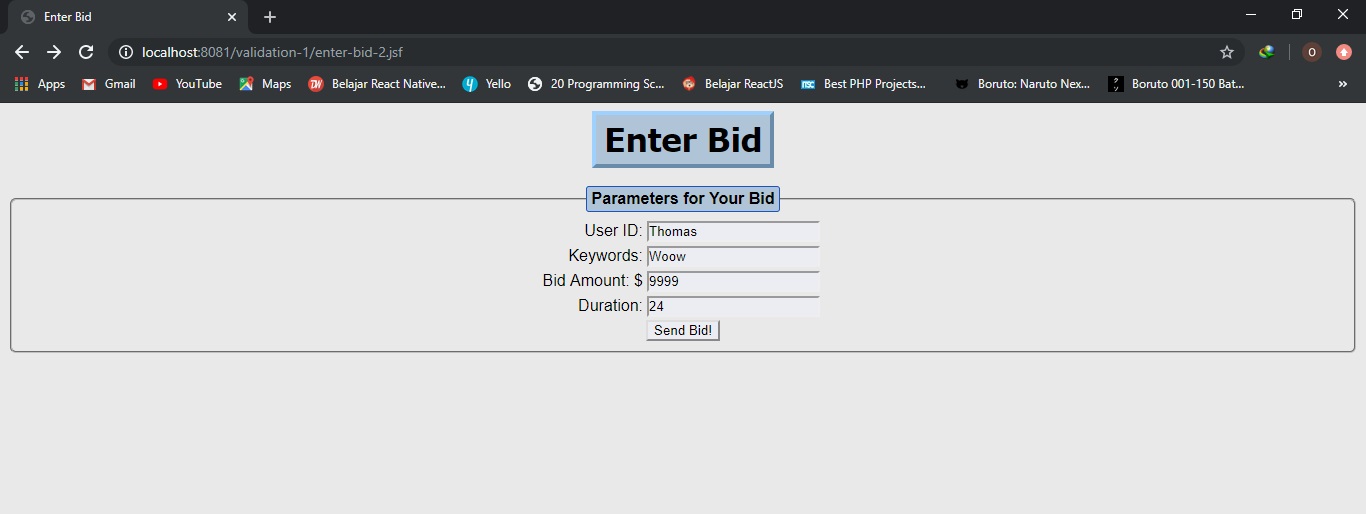 Enter Bid
localhost:8081/validation-1/enter-bid-2.jsf
O
Apps Gmail YouTube Maps Belajar React Native... Yello 20 Programming Sc... Belajar ReactJS Best PHP Projects... Boruto: Naruto Nex... Boruto 001-150 Bat... »
Enter Bid
Parameters for Your Bid
User ID: Thomas
Keywords: Woow
Bid Amount: $ 9999
Duration: 24
Send Bid!